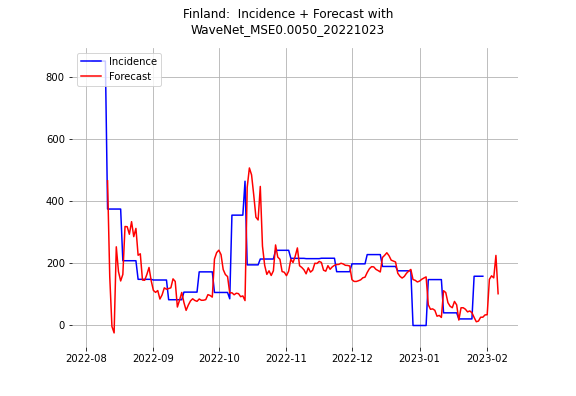 Finland:  Incidence + Forecast with
WaveNet_MSE0.0050_20221023
Incidence
Forecast
800
600
400
200
0
2022-08 2022-09 2022-10 2022-11 2022-12 2023-01 2023-02